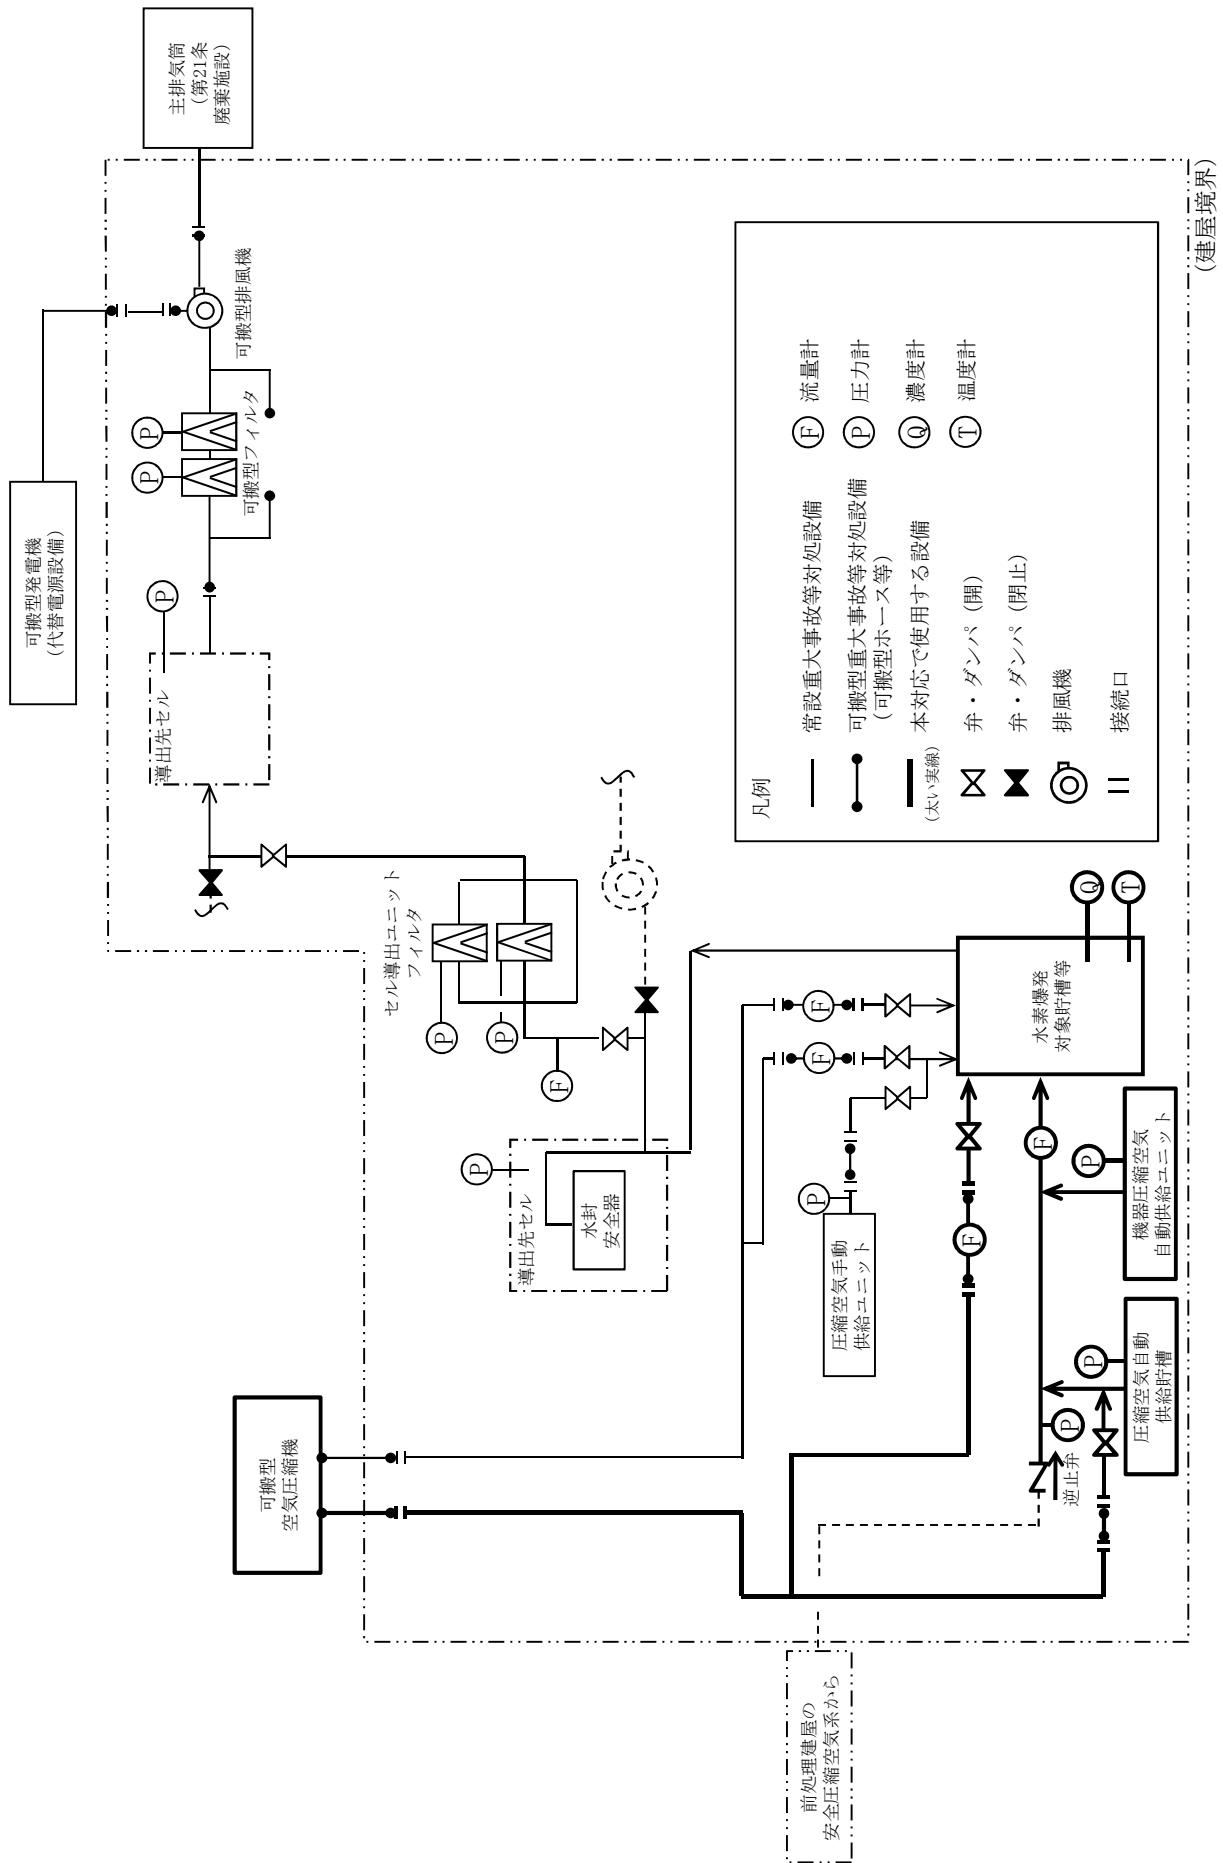 主排気筒
（第21条
廃棄施設）
可搬型発電機
（代替電源設備）
可搬型排風機
可搬型フィルタ
P
P
P
導出先セル
セル導出ユニット
フィルタ
P
P
F
P
導出先セル
水封
安全器
可搬型
空気圧縮機
前処理建屋の
安全圧縮空気系から
圧縮空気手動
供給ユニット
P
F
F
F
F
水素爆発
対象貯槽等
Q
T
機器圧縮空気
自動供給ユニット
P
圧縮空気自動
供給貯槽
P
P
逆止弁
（建屋境界）
凡例
常設重大事故等対処設備
可搬型重大事故等対処設備
（可搬型ホース等）
（太い実線）
本対応で使用する設備
弁・ダンパ（開）
弁・ダンパ（閉止）
排風機
接続口
F 流量計
P 圧力計
Q 濃度計
T 温度計